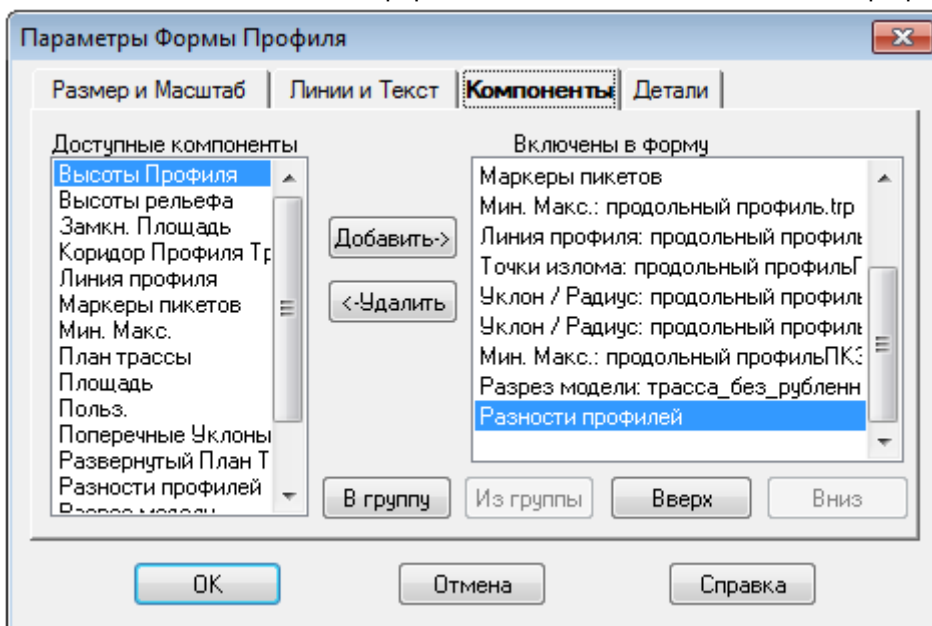 Параметры Формы Профиля
Размер и Масштаб Линии и Текст Компоненты Детали
Доступные компоненты
Высоты Профиля
Высоты рельефа
Замкн. Площадь
Коридор Профиля Тр
Линия профиля
Маркеры пикетов
Мин. Макс.
План трассы
Площадь
Польз.
Поперечные Уклоны
Развернутый План Т
Разности профилей
Разрез модели
Добавить->
<-Удалить
Включены в форму
Маркеры пикетов
Мин. Макс.: продольный профиль.trp
Линия профиля: продольный профиль
Точки излома: продольный профильП
Уклон / Радиус: продольный профиль
Уклон / Радиус: продольный профиль
Мин. Макс.: продольный профильПК3
Разрез модели: трасса_без_рубленн
Разности профилей
В группу Из группы Вверх Вниз
ОК Отмена Справка